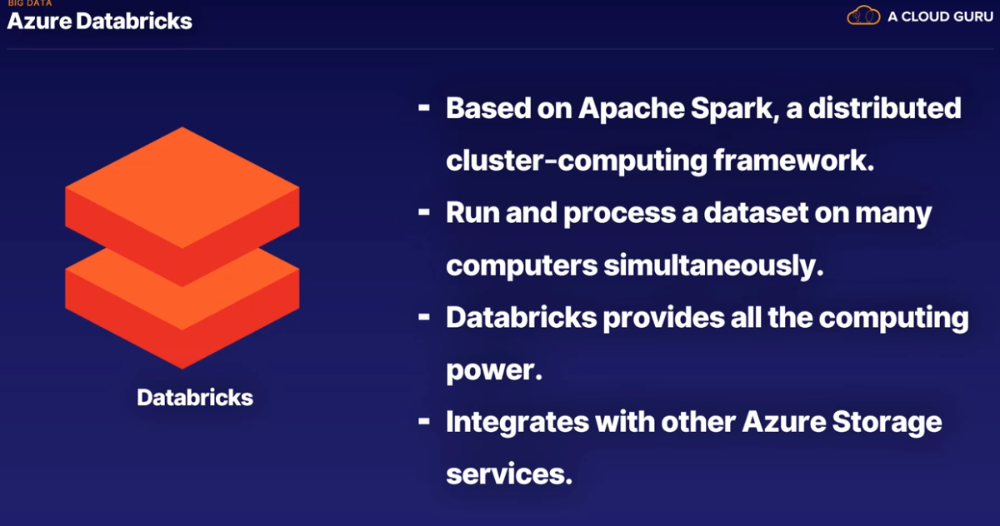 BIG DATA
Azure Databricks
A CLOUD GURU
- Based on Apache Spark, a distributed
cluster-computing framework.
- Run and process a dataset on many
computers simultaneously.
- Databricks provides all the computing
power.
- Integrates with other Azure Storage
services.
Databricks